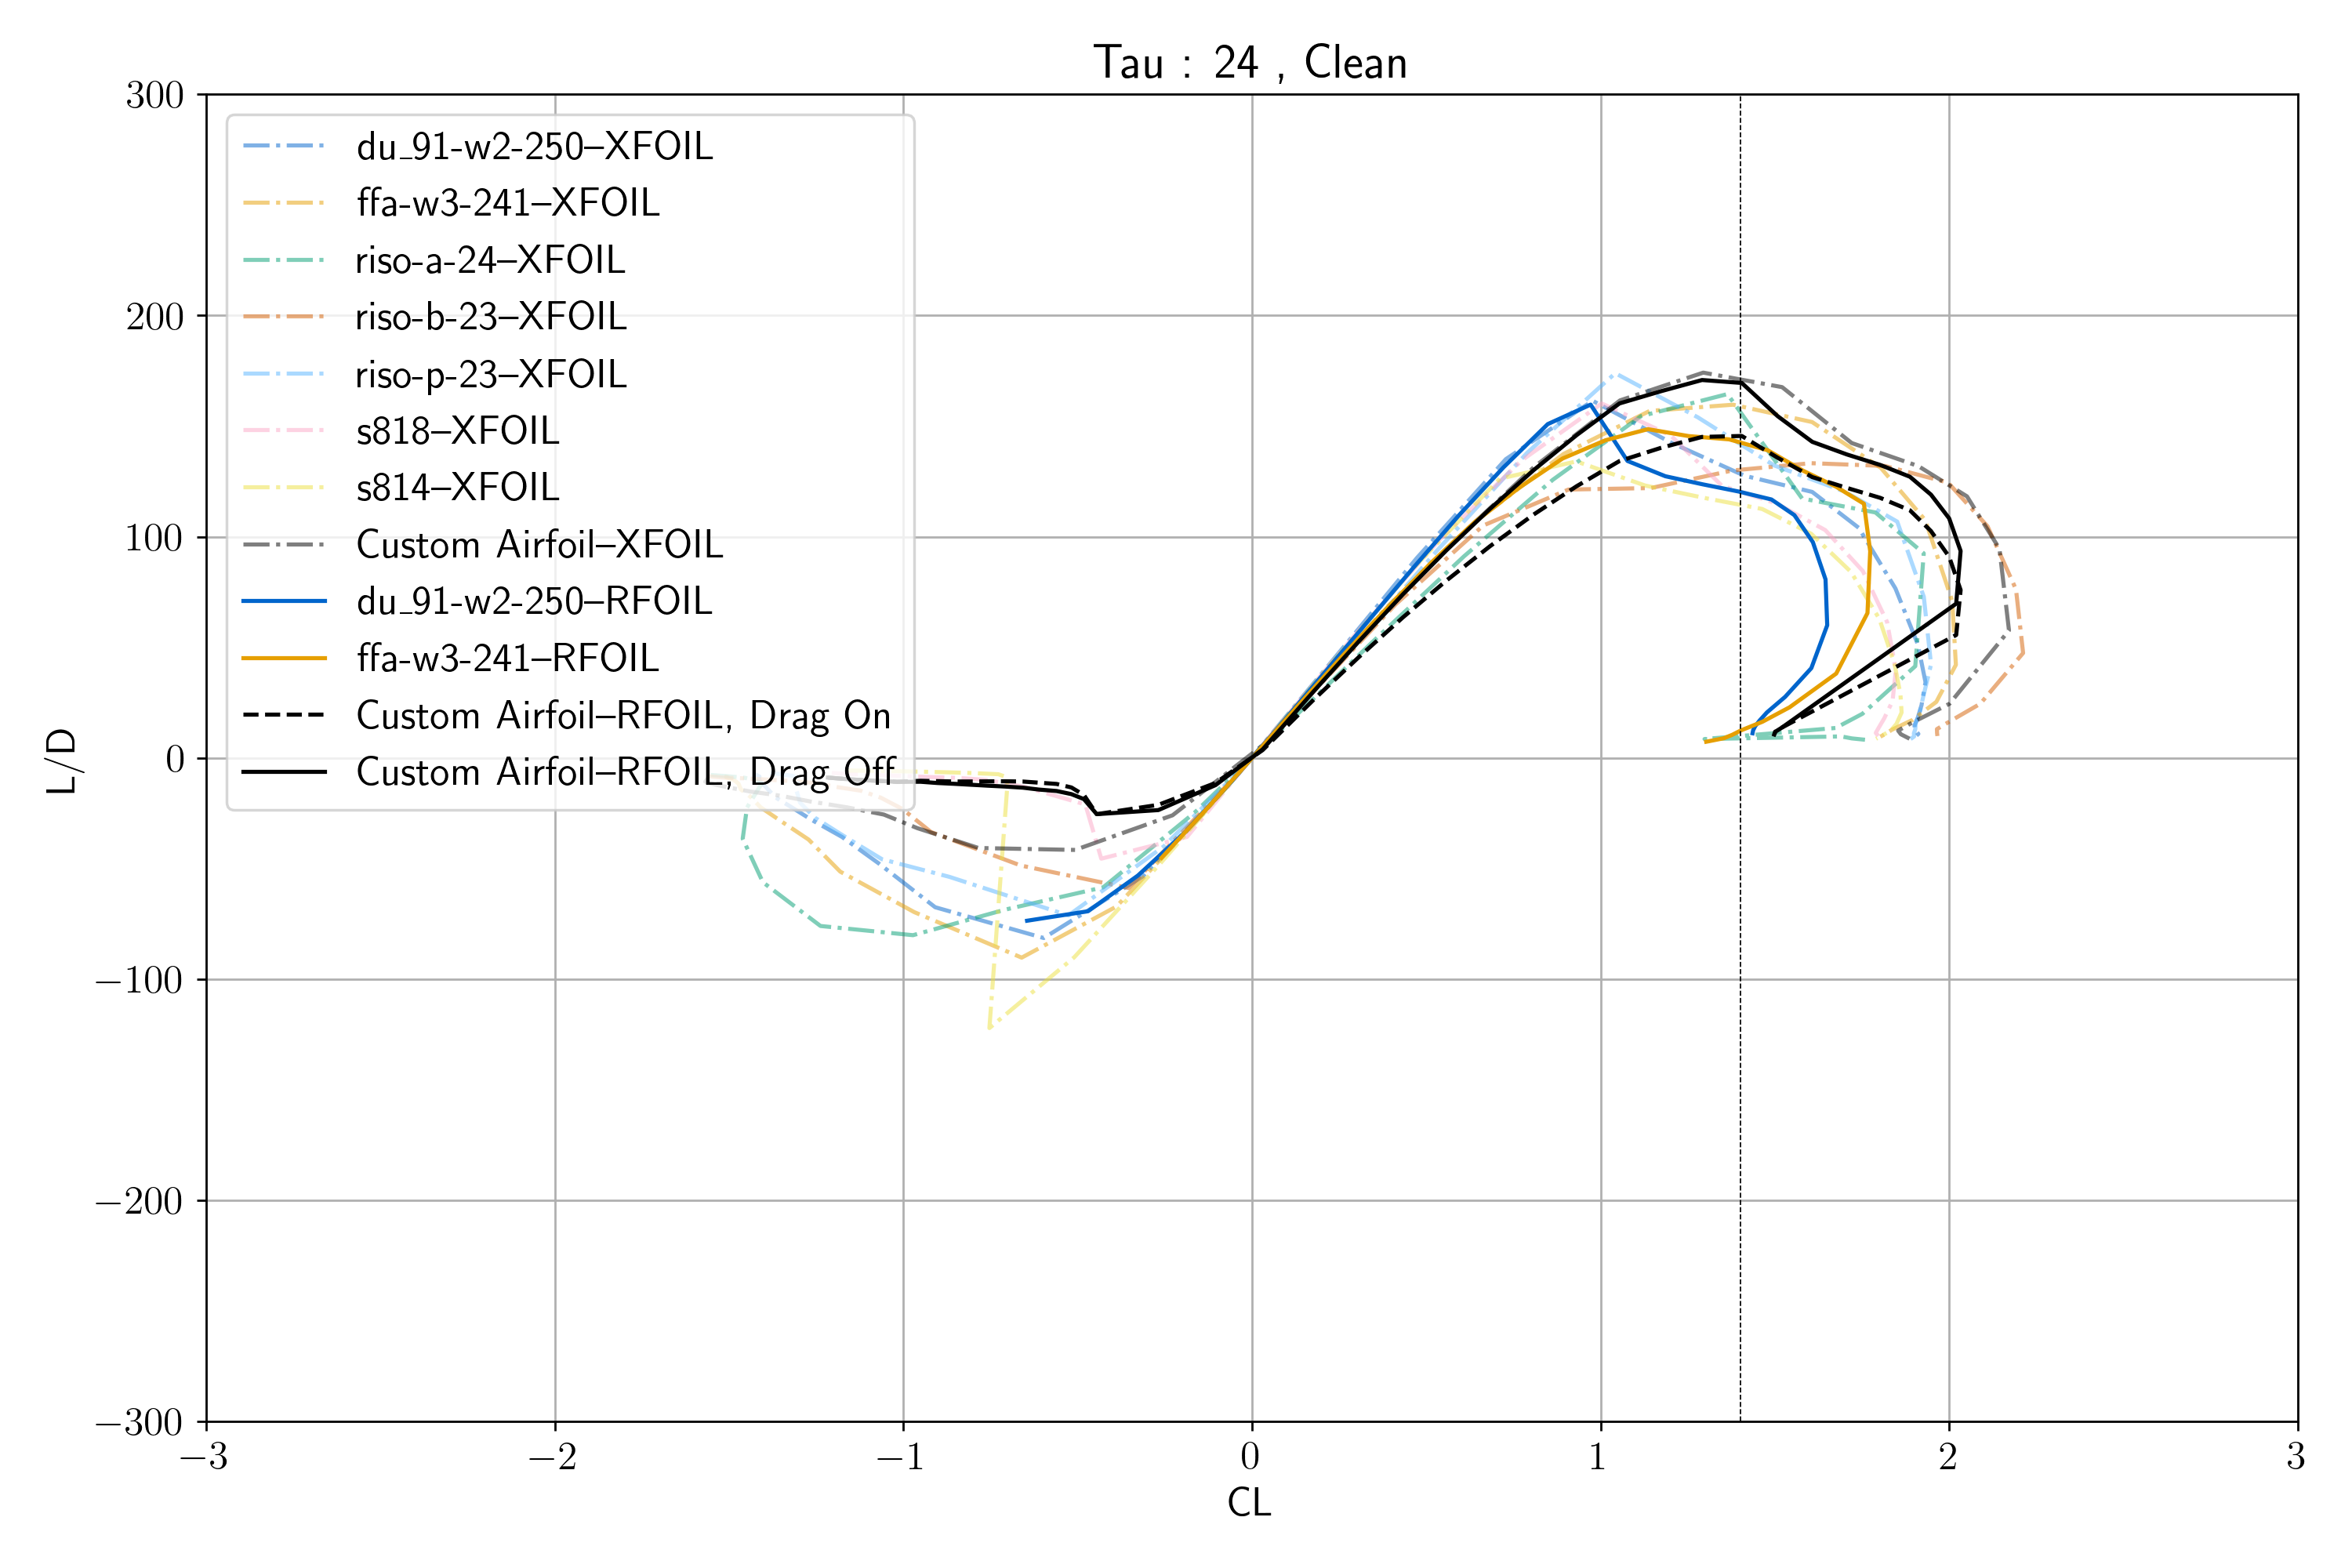 Tau : 24 , Clean
300
200
100
0
−100
−200
−300
L/D
du_91-w2-250–XFOIL
ffa-w3-241–XFOIL
riso-a-24–XFOIL
riso-b-23–XFOIL
riso-p-23–XFOIL
s818–XFOIL
s814–XFOIL
Custom Airfoil–XFOIL
du_91-w2-250–RFOIL
ffa-w3-241–RFOIL
Custom Airfoil–RFOIL, Drag On
Custom Airfoil–RFOIL, Drag Off
−3 −2 −1 0 1 2 3
CL